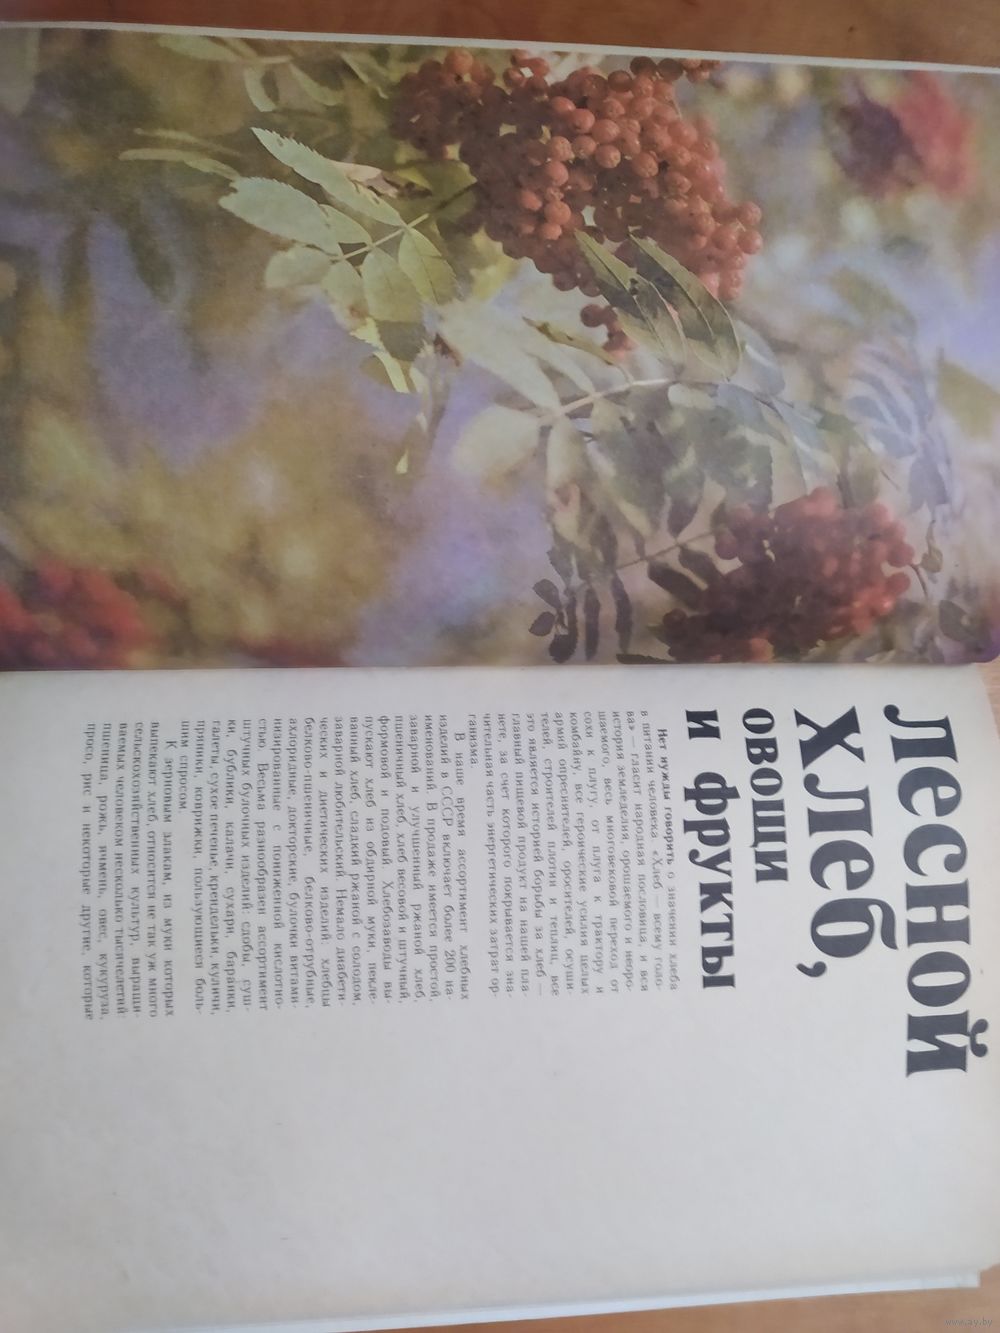 Лесной
хлеб,
овощи
и фрукты
Нет нужды говорить о значении хлеба
в питании человека. «Хлеб — всему голо-
ва» — гласит народная пословица, и вся
история земледелия, орошаемого и неоро-
шаемого, весь многовековой переход от
сохи к плугу, от плуга к трактору и
комбайну, все героические усилия целых
армий опреснителей, оросителей, осуши-
телей, строителей плотин и теплиц, все
это является историей борьбы за хлеб —
главный пищевой продукт на нашей пла-
нете, за счет которого покрывается зна-
чительная часть энергетических затрат ор-
ганизма.
В наше время ассортимент хлебных
изделий в СССР включает более 200 на-
именований. В продаже имеется простой,
заварной и улучшенный ржаной хлеб,
пшеничный хлеб, хлеб весовой и штучный,
формовой и подовый. Хлебозаводы вы-
пускают хлеб из обдирной муки, пекле-
ванный хлеб, сладкий ржаной с солодом,
заварной любительский. Немало диабети-
ческих и диетических изделий: хлебцы
белково-пшеничные, белково-отрубные,
ахлоридные, докторские, булочки витами-
низированные с пониженной кислотно-
стью. Весьма разнообразен ассортимент
штучных булочных изделий: сдобы, суш-
ки, бублики, калачи, сухари, баранки,
галеты, сухое печенье, крендельки, куличи,
пряники, коврижки, пользующиеся боль-
шим спросом.
К зерновым злакам, из муки которых
выпекают хлеб, относится не так уж много
сельскохозяйственных культур, выращи-
ваемых человеком несколько тысячелетий:
пшеница, рожь, ячмень, овес, кукуруза,
просо, рис и некоторые другие, которые
www.ay.by